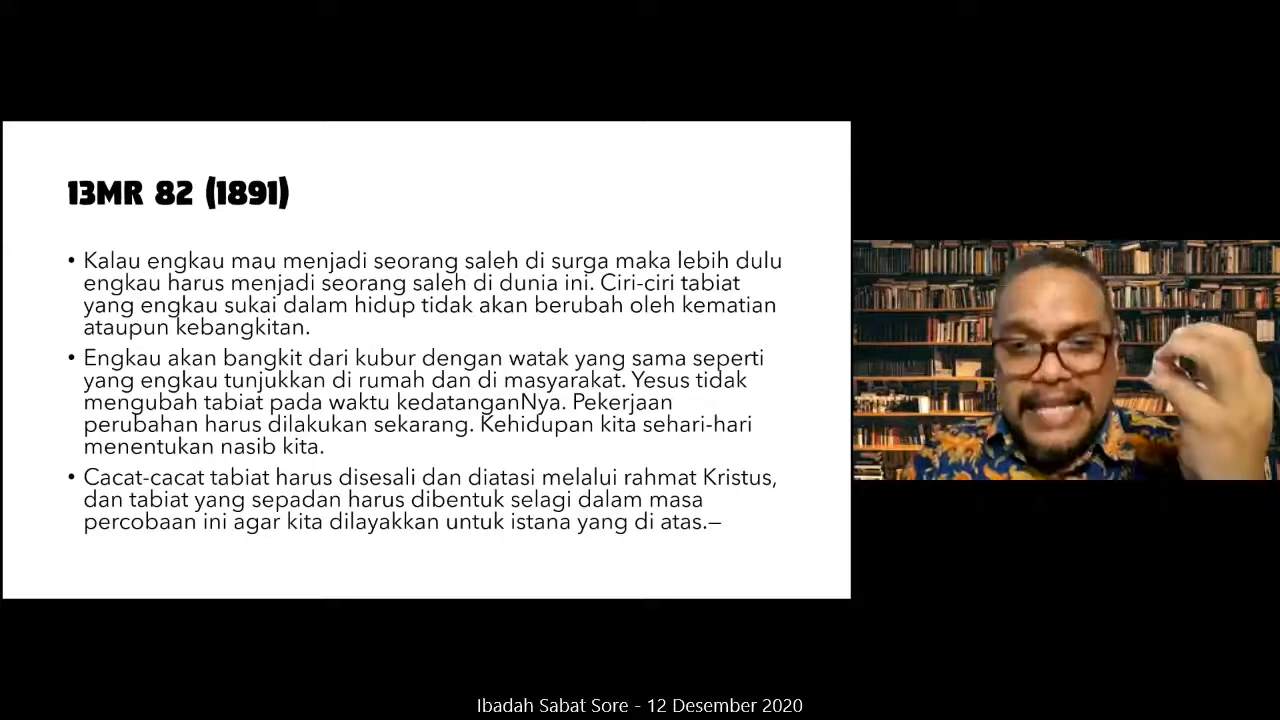 13MR 82 (1891)
• Kalau engkau mau menjadi seorang saleh di surga maka lebih dulu
engkau harus menjadi seorang saleh di dunia ini. Ciri-ciri tabiat
yang engkau sukai dalam hidup tidak akan berubah oleh kematian
ataupun kebangkitan.
• Engkau akan bangkit dari kubur dengan watak yang sama seperti
yang engkau tunjukkan di rumah dan di masyarakat. Yesus tidak
mengubah tabiat pada waktu kedatanganNya. Pekerjaan
perubahan harus dilakukan sekarang. Kehidupan kita sehari-hari
menentukan nasib kita.
• Cacat-cacat tabiat harus disesali dan diatasi melalui rahmat Kristus,
dan tabiat yang sepadan harus dibentuk selagi dalam masa
percobaan ini agar kita dilayakkan untuk istana yang di atas.—
Ibadah Sabat Sore - 12 Desember 2020